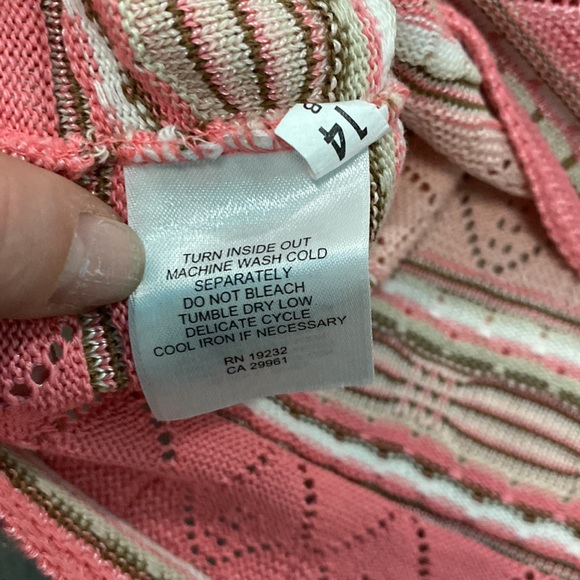 14
8
TURN INSIDE OUT
MACHINE WASH COLD
SEPARATELY
DO NOT BLEACH
TUMBLE DRY LOW
DELICATE CYCLE
COOL IRON IF NECESSARY
RN 19232
CA 29961